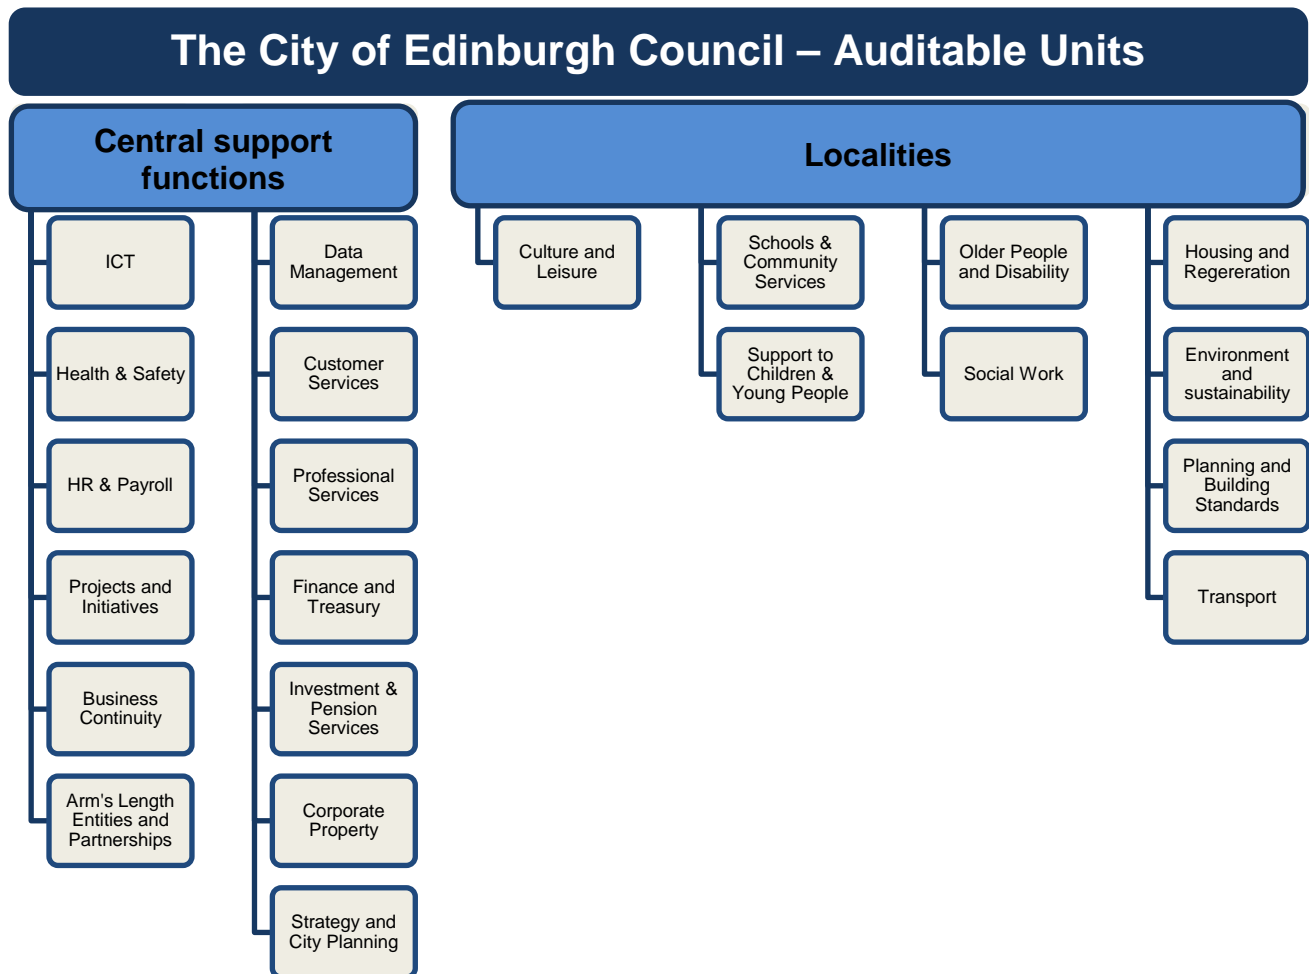 The City of Edinburgh Council – Auditable Units
Central support
functions
ICT
Health & Safety
HR & Payroll
Projects and
Initiatives
Business
Continuity
Arm's Length
Entities and
Partnerships
Data
Management
Customer
Services
Professional
Services
Finance and
Treasury
Investment &
Pension
Services
Corporate
Property
Strategy and
City Planning
Localities
Culture and
Leisure
Schools &
Community
Services
Support to
Children &
Young People
Older People
and Disability
Social Work
Housing and
Regereration
Environment
and
sustainability
Planning and
Building
Standards
Transport